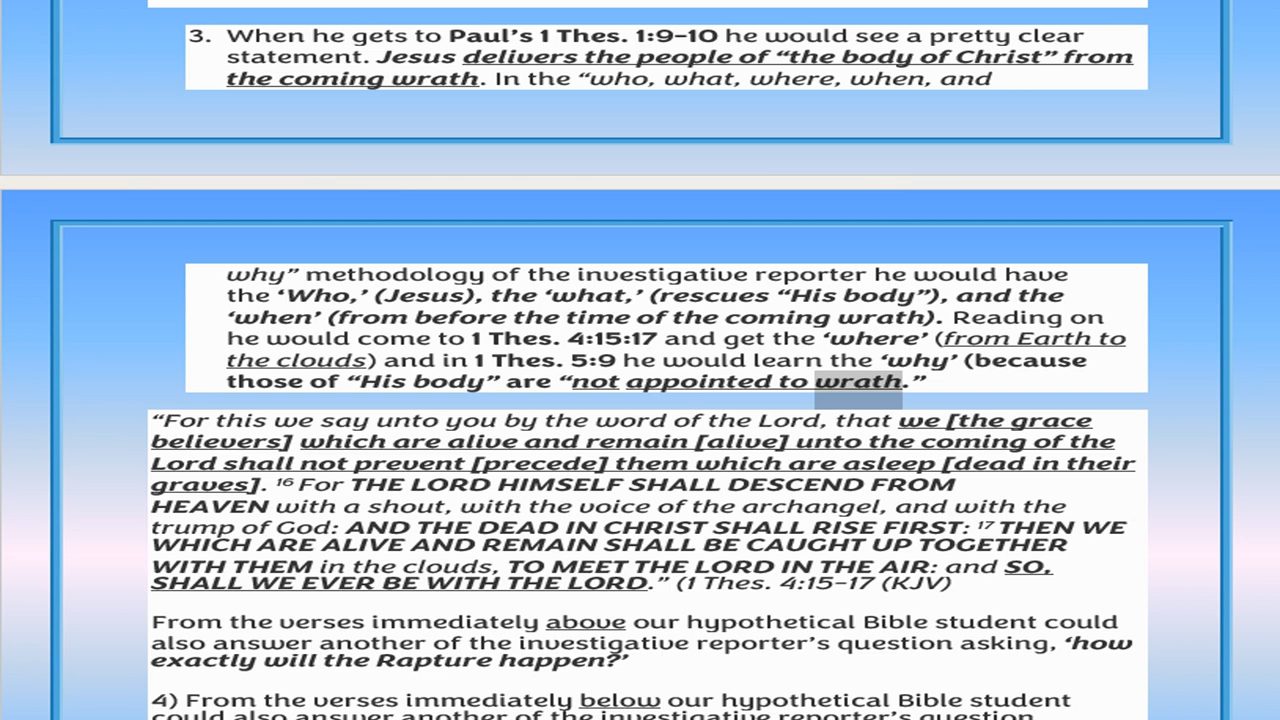 3. When he gets to Paul’s 1 Thes. 1:9–10 he would see a pretty clear
statement. Jesus delivers the people of “the body of Christ” from
the coming wrath. In the “who, what, where, when, and
why” methodology of the investigative reporter he would have
the ‘Who,’ (Jesus), the ‘what,’ (rescues “His body”), and the
‘when’ (from before the time of the coming wrath). Reading on
he would come to 1 Thes. 4:15:17 and get the ‘where’ (from Earth to
the clouds) and in 1 Thes. 5:9 he would learn the ‘why’ (because
those of “His body” are “not appointed to wrath.”
“For this we say unto you by the word of the Lord, that we [the grace
believers] which are alive and remain [alive] unto the coming of the
Lord shall not prevent [precede] them which are asleep [dead in their
graves]. 16 For THE LORD HIMSELF SHALL DESCEND FROM
HEAVEN with a shout, with the voice of the archangel, and with the
trump of God: AND THE DEAD IN CHRIST SHALL RISE FIRST: 17 THEN WE
WHICH ARE ALIVE AND REMAIN SHALL BE CAUGHT UP TOGETHER
WITH THEM in the clouds, TO MEET THE LORD IN THE AIR: and SO,
SHALL WE EVER BE WITH THE LORD.” (1 Thes. 4:15–17 (KJV)
From the verses immediately above our hypothetical Bible student could
also answer another of the investigative reporter’s question asking, ‘how
exactly will the Rapture happen?’
4) From the verses immediately below our hypothetical Bible student
could also answer another of the investigative reporter’s question